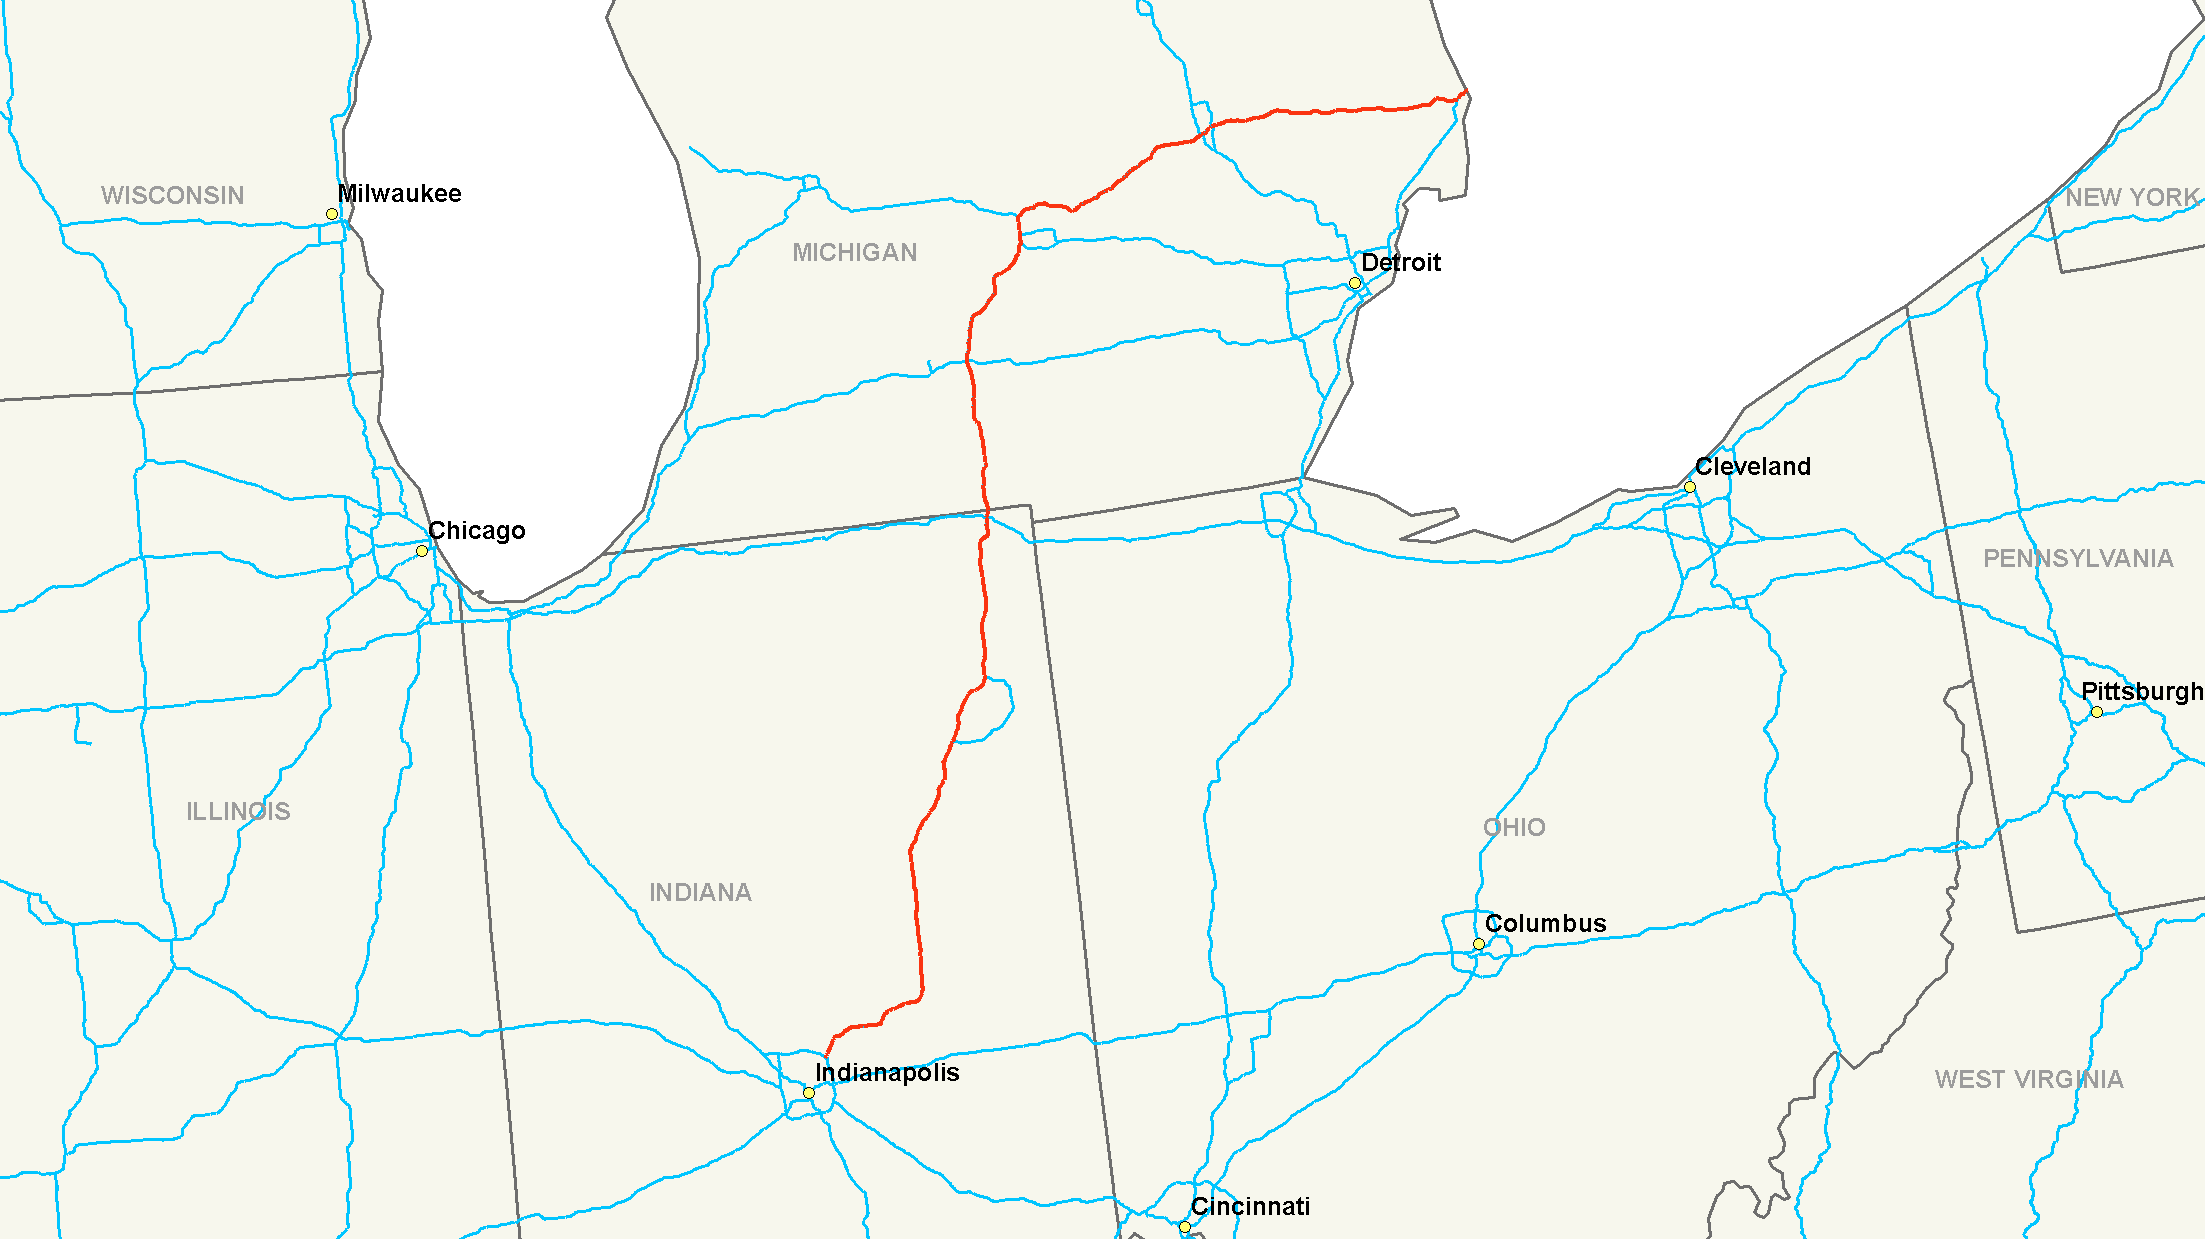 WISCONSIN
Milwaukee
NEW YORK
MICHIGAN
Detroit
Cleveland
Chicago
PENNSYLVANIA
Pittsburgh
ILLINOIS
OHIO
INDIANA
Columbus
Indianapolis
WEST VIRGINIA
Cincinnati